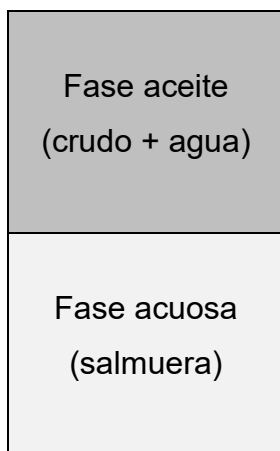 Fase aceite
(crudo + agua)
Fase acuosa
(salmuera)